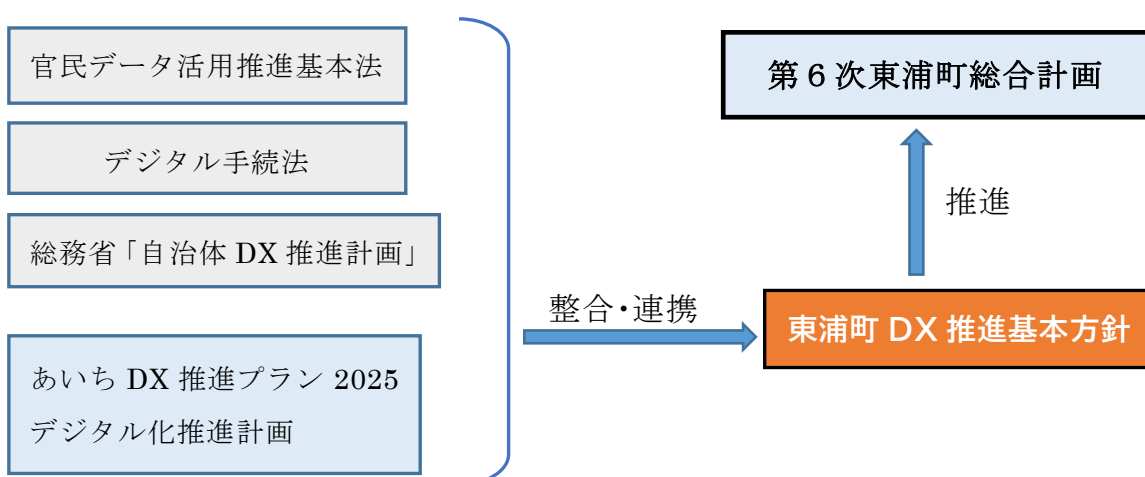 官民データ活用推進基本法
デジタル手続法
総務省「自治体 DX 推進計画」
あいち DX 推進プラン 2025
デジタル化推進計画
整合・連携
第6次東浦町総合計画
推進
東浦町 DX 推進基本方針